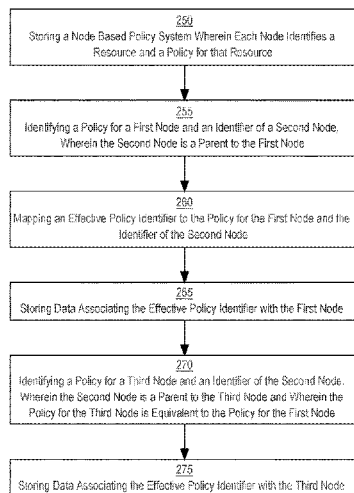 250
Storing a Node Based Policy System Wherein Each Node Identifies a
Resource and a Policy for that Resource
255
Identifying a Policy for a First Node and an Identifier of a Second Node,
Wherein the Second Node is a Parent to the First Node
260
Mapping an Effective Policy Identifier to the Policy for the First Node and the
Identifier of the Second Node
265
Storing Data Associating the Effective Policy Identifier with the First Node
270
Identifying a Policy for a Third Node and an Identifier of the Second Node,
Wherein the Second Node is a Parent to the Third Node and Wherein the
Policy for the Third Node is Equivalent to the Policy for the First Node
275
Storing Data Associating the Effective Policy Identifier with the Third Node